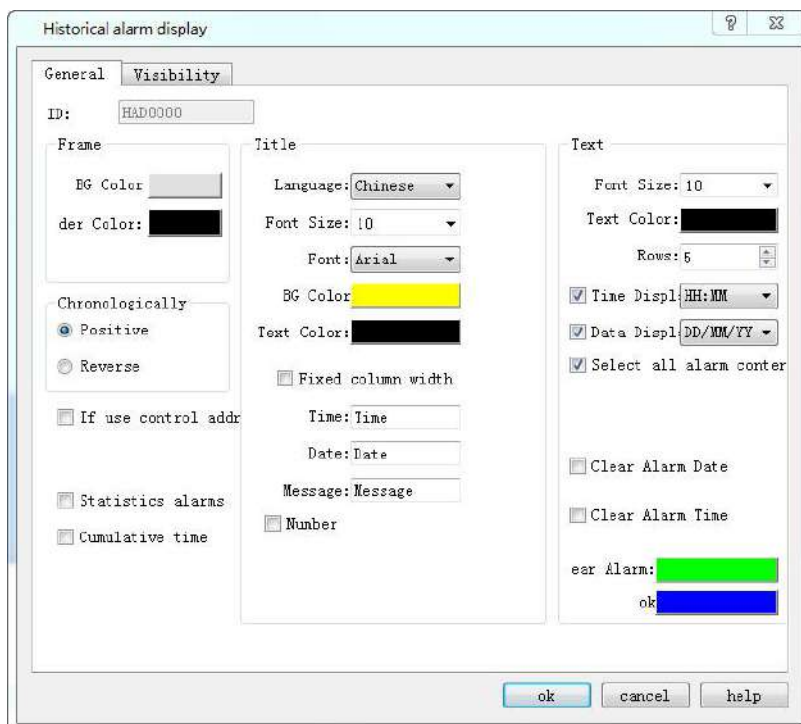 Historical alarm display
General
Visibility
ID:
HAD0000
Frame
BG Color
der Color:
Chronologically
Positive
Reverse
If use control addr
Statistics alarms
Cumulative time
Title
Language:
Chinese
Font Size:
10
Font:
Arial
BG Color
Text Color:
Fixed column width
Time:
Time
Date:
Date
Message:
Message
Number
Text
Font Size:
10
Text Color:
Rows:
5
Time Displ
HH:MM
Data Displ
DD/MM/YY
Select all alarm conter
Clear Alarm Date
Clear Alarm Time
ear Alarm:
ok
ok
cancel
help